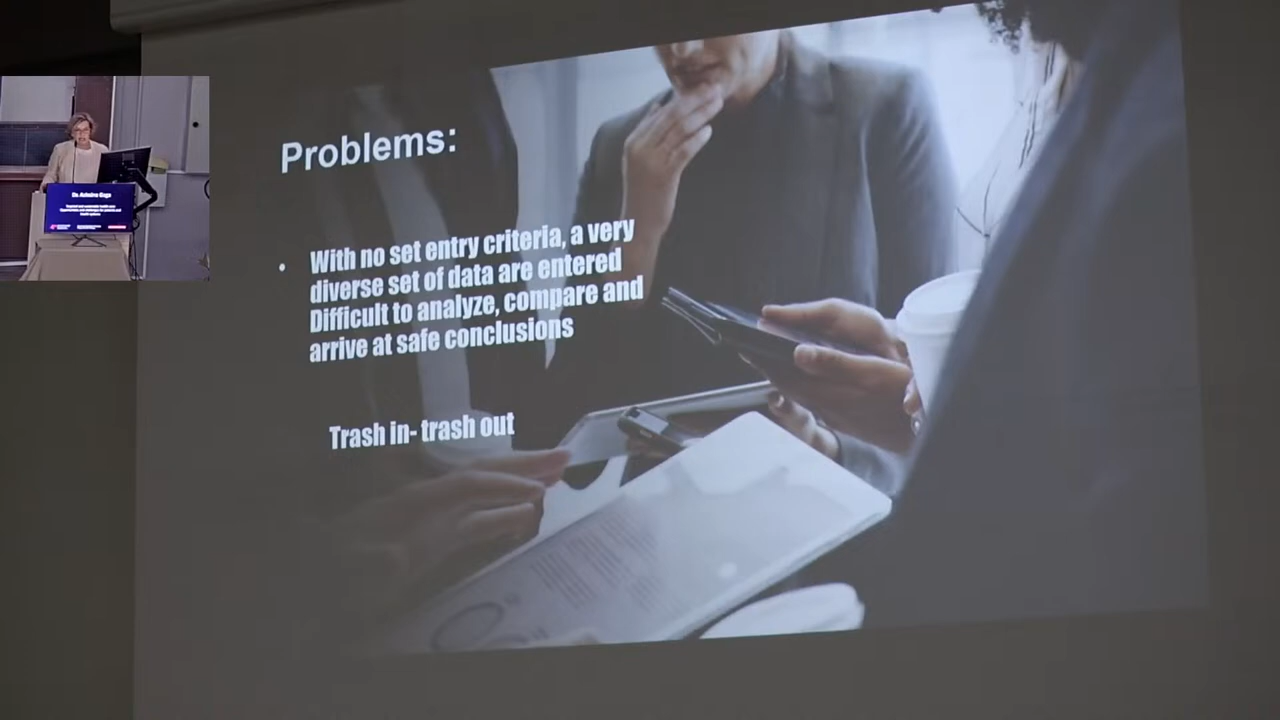 Problems:
• With no set entry criteria, a very
diverse set of data are entered
Difficult to analyze, compare and
arrive at safe conclusions
Trash in- trash out